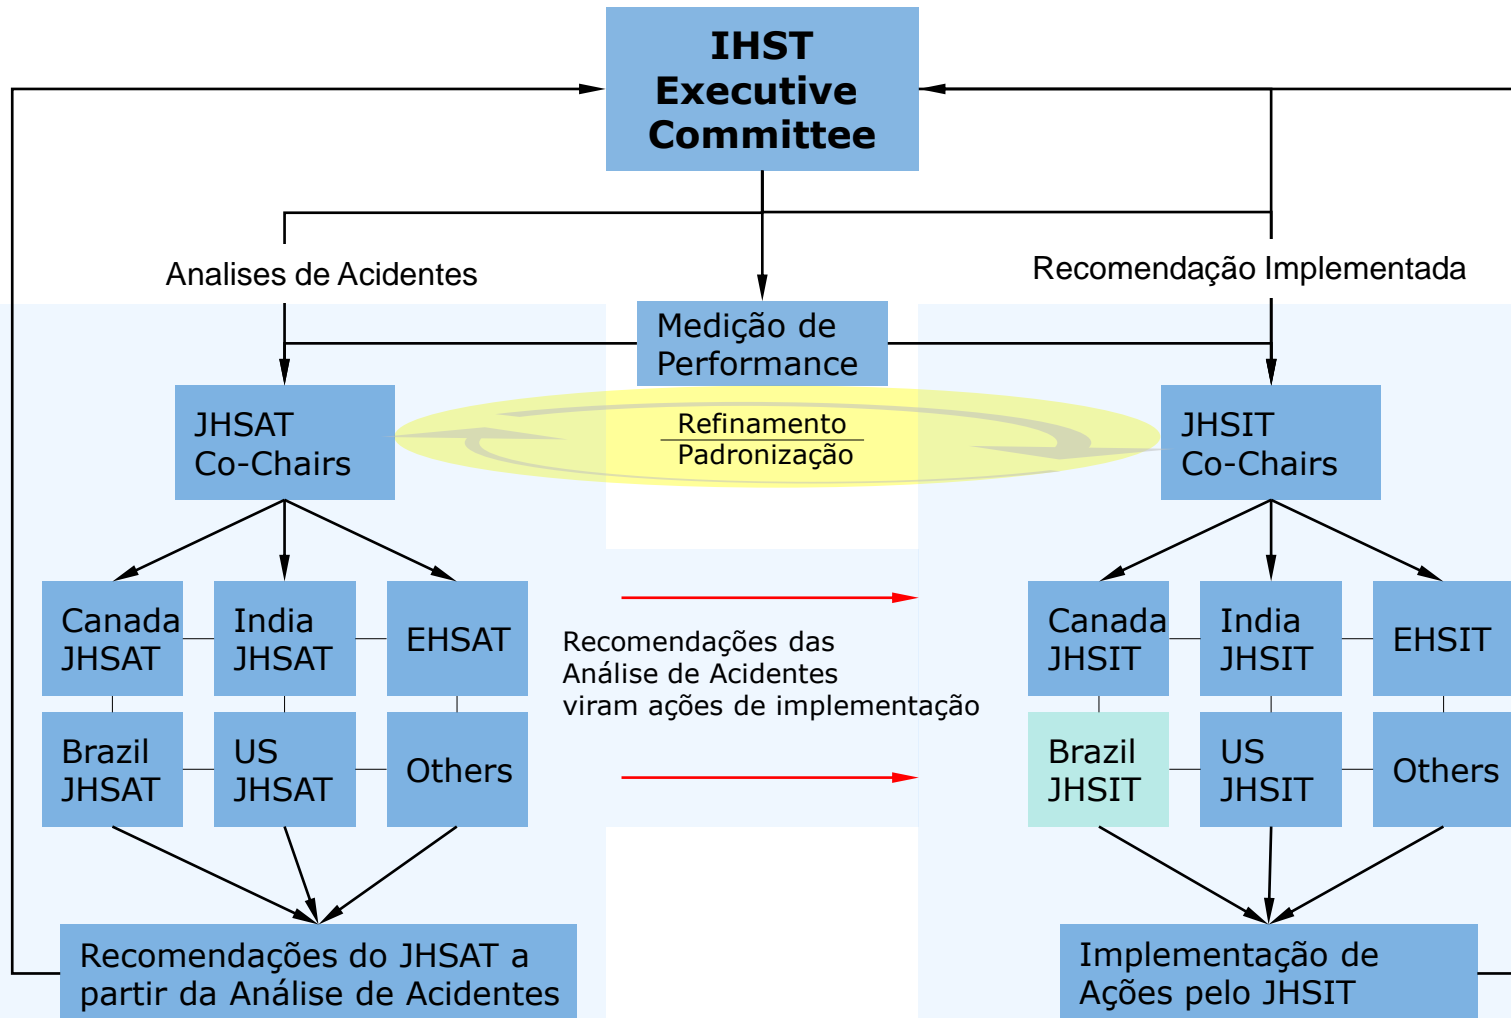 IHST
Executive
Committee
Analises de Acidentes
Recomendação Implementada
Medição de
Performance
JHSAT
Co-Chairs
Refinamento
Padronização
JHSIT
Co-Chairs
Canada
JHSAT
India
JHSAT
EHSAT
Brazil
JHSAT
US
JHSAT
Others
Recomendações das
Análise de Acidentes
viram ações de implementação
Canada
JHSIT
India
JHSIT
EHSIT
Brazil
JHSIT
US
JHSIT
Others
Recomendações do JHSAT a
partir da Análise de Acidentes
Implementação de
Ações pelo JHSIT